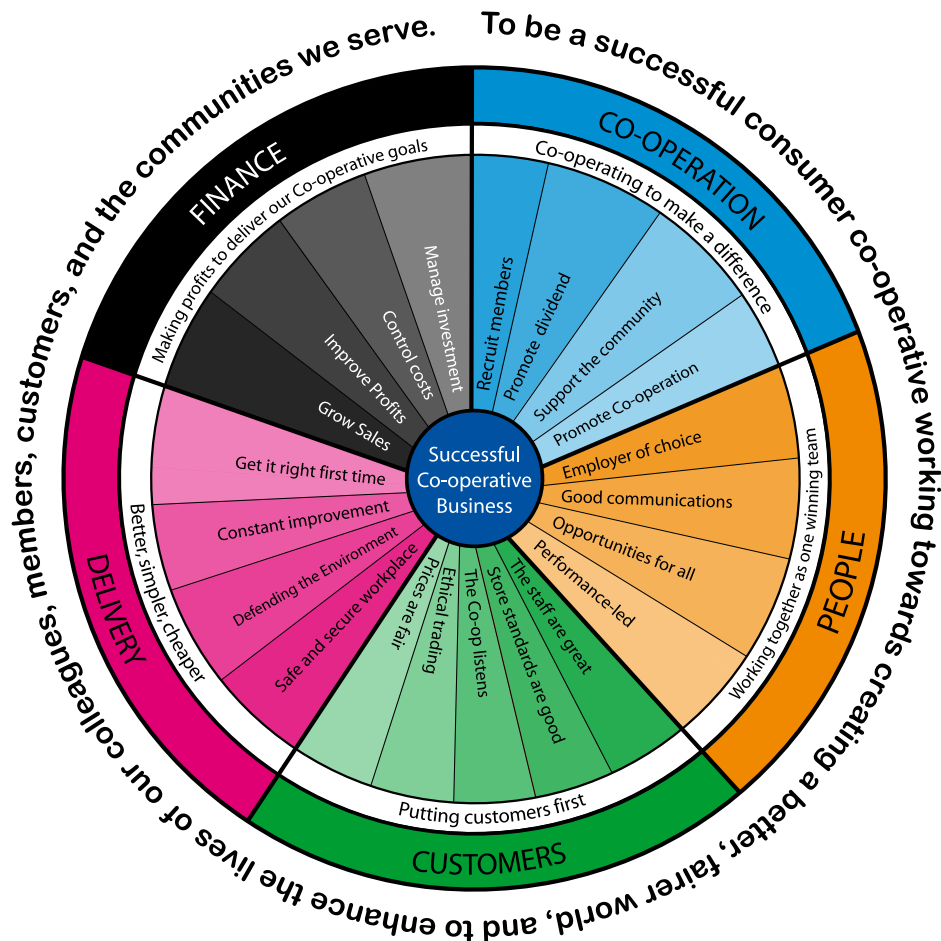 To be a successful consumer co-operative working towards creating a better, fairer world, and to enhance the lives of our colleagues, members, customers, and the communities we serve.
CO-OPERATION
Co-operating to make a difference
Recruit members
Promote dividend
Support the community
Promote Co-operation
PEOPLE
Working together as one winning team
Employer of choice
Good communications
Opportunities for all
Performance-led
CUSTOMERS
Putting customers first
The staff are great
Store standards are good
The Co-op listens
Ethical trading
Prices are fair
DELIVERY
Better, simpler, cheaper
Safe and secure workplace
Defending the Environment
Constant improvement
Get it right first time
FINANCE
Making profits to deliver our Co-operative goals
Grow Sales
Improve Profits
Control costs
Manage investment
Successful
Co-operative
Business